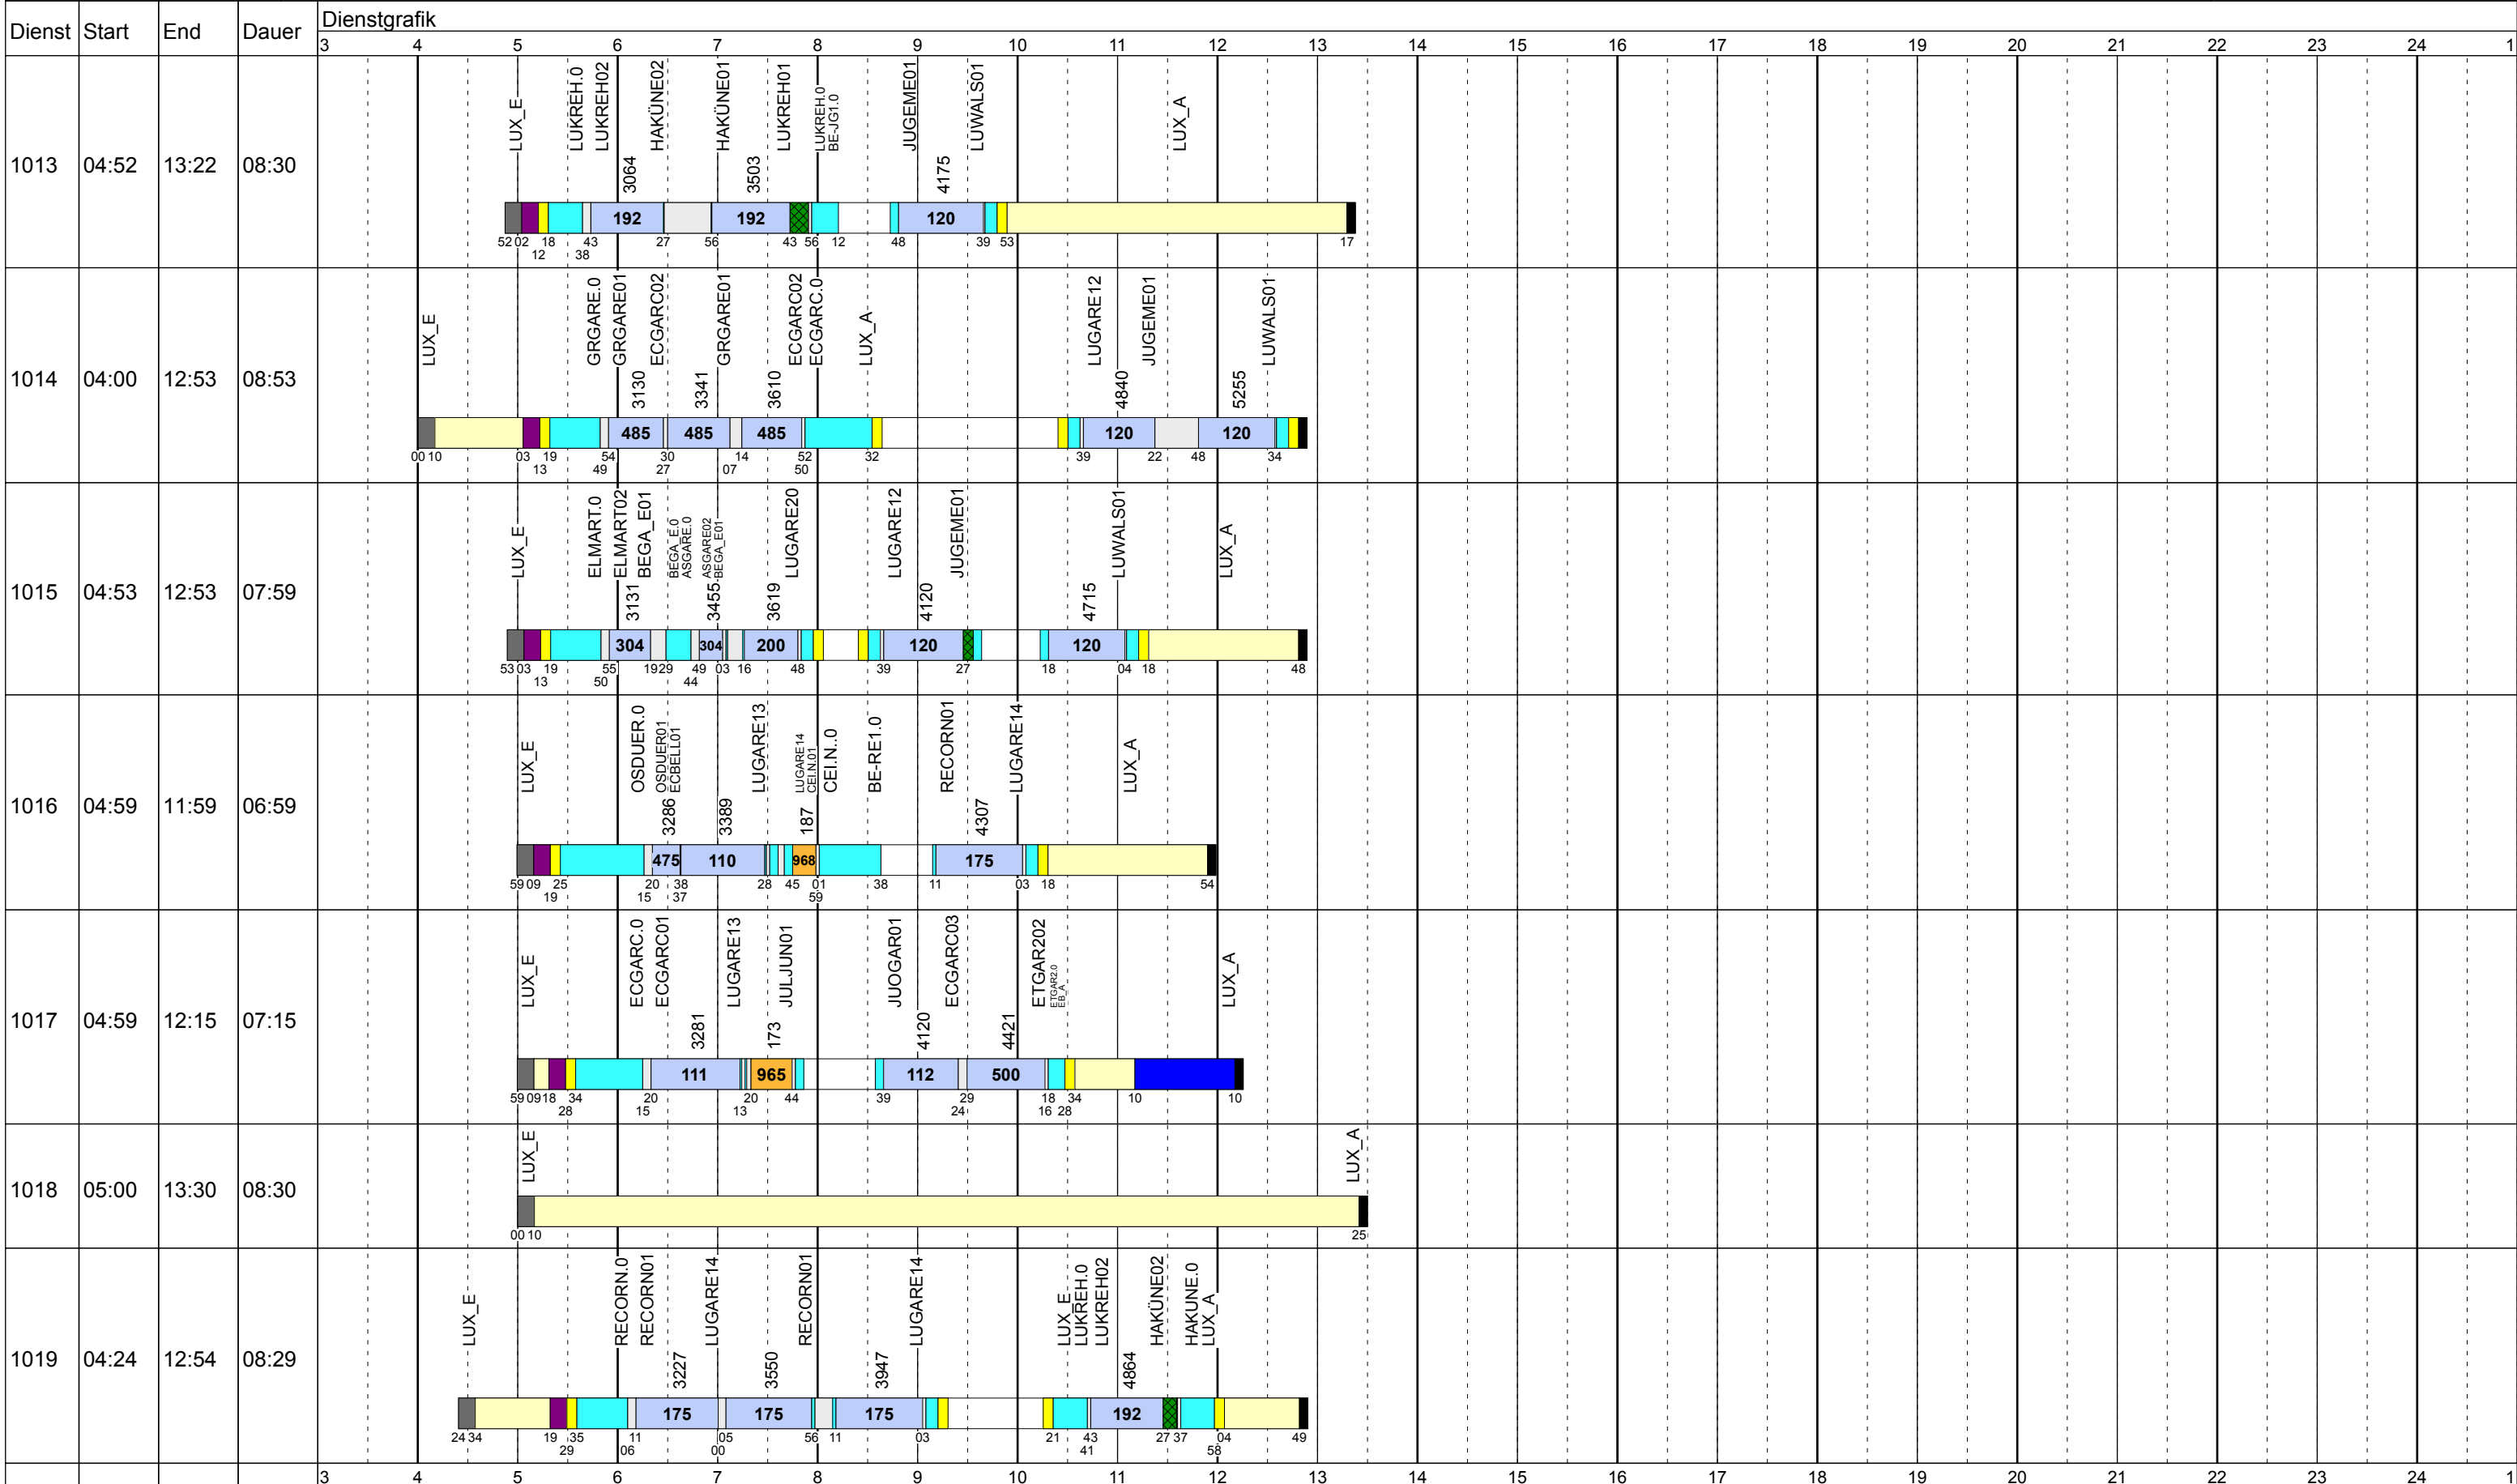 Dienst Start End Dauer Dienstgrafik
3 4 5 6 7 8 9 10 11 12 13 14 15 16 17 18 19 20 21 22 23 24 1
LUX_E LUKREH.0 LUKREH02 HAKÜNE02 HAKÜNE01 LUKREH01 LUKREH.0 BE-JG1.0 JUGEME01 LUWALS01 LUX_A
3064 3503 4175
1013 04:52 13:22 08:30
192 192 120
52 02 18 43 27 56 43 56 12 48 39 53 17
12 38
LUX_E GRGARE.0 GRGARE01 ECGARC02 GRGARE01 ECGARC02 ECGARC.0 LUX_A LUGARE12 JUGEME01 LUWALS01
3130 3341 3610 4840 5255
1014 04:00 12:53 08:53
485 485 485 120 120
00 10 03 19 54 30 14 52 32 39 22 48 34
13 49 27 07 50
LUX_E ELMART.0 ELMART02 BEGA_E01 BEGA_E.0 ASGARE.0 ASGARE02 BEGA_E01 LUGARE20 LUGARE12 JUGEME01 LUWALS01 LUX_A
3131 3455 3619 4120 4715
1015 04:53 12:53 07:59
304 304 200 120 120
53 03 19 55 19 29 49 03 16 48 39 27 18 04 18 48
13 50 44
LUX_E OSDUER.0 OSDUER01 ECBELL01 LUGARE13 LUGARE14 CEI.N.01 CEI.N..0 BE-RE1.0 RECORN01 LUGARE14 LUX_A
3286 3389 187 4307
1016 04:59 11:59 06:59
475 110 968 175
59 09 25 20 38 28 45 01 38 11 03 18 54
19 15 37 59
LUX_E ECGARC.0 ECGARC01 LUGARE13 JULJUN01 JUOGAR01 ECGARC03 ETGAR202 ETGAR2.0 EB_A LUX_A
3281 173 4120 4421
1017 04:59 12:15 07:15
111 965 112 500
59 09 18 34 20 20 44 39 29 18 34 10 10
28 15 13 24 16 28
LUX_E LUX_A
1018 05:00 13:30 08:30
00 10 25
LUX_E RECORN.0 RECORN01 LUGARE14 RECORN01 LUGARE14 LUX_E LUKREH.0 LUKREH02 HAKÜNE02 HAKUNE.0 LUX_A
3227 3550 3947 4864
1019 04:24 12:54 08:29
175 175 175 192
24 34 19 35 11 05 56 11 03 21 43 27 37 04 49
29 06 00 41 58
3 4 5 6 7 8 9 10 11 12 13 14 15 16 17 18 19 20 21 22 23 24 1